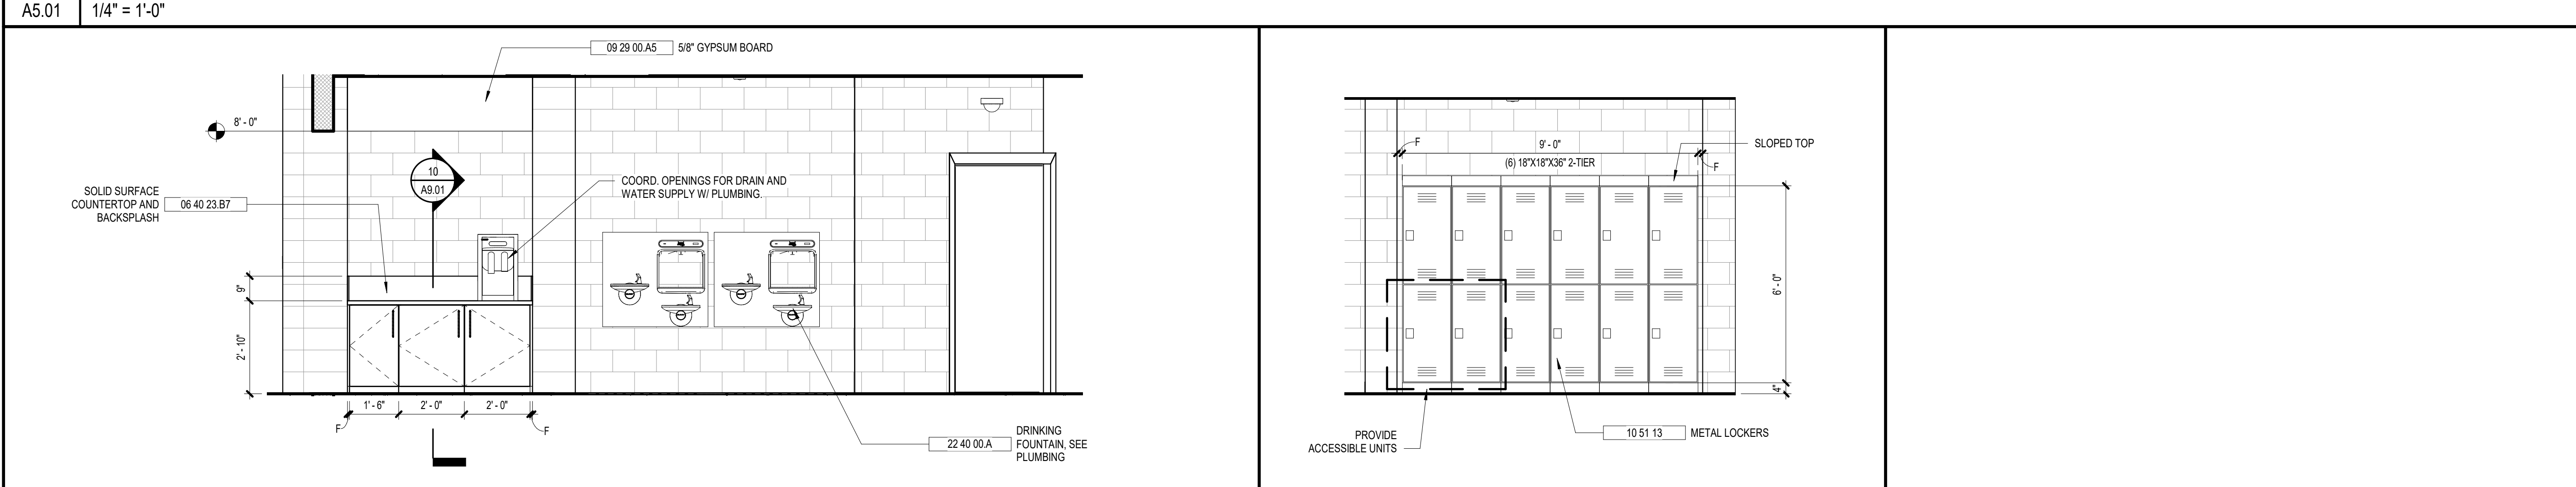 A5.01
1/4" = 1'-0"
09 29 00.A5
5/8" GYPSUM BOARD
8' - 0"
10
A9.01
COORD. OPENINGS FOR DRAIN AND
WATER SUPPLY W/ PLUMBING.
SOLID SURFACE
COUNTERTOP AND
BACKSPLASH
06 40 23.B7
9"
2' - 10"
1' - 6"
2' - 0"
2' - 0"
F
F
22 40 00.A
DRINKING
FOUNTAIN, SEE
PLUMBING
F
9' - 0"
(6) 18"X18"X36" 2-TIER
F
SLOPED TOP
6' - 0"
4"
PROVIDE
ACCESSIBLE UNITS
10 51 13
METAL LOCKERS